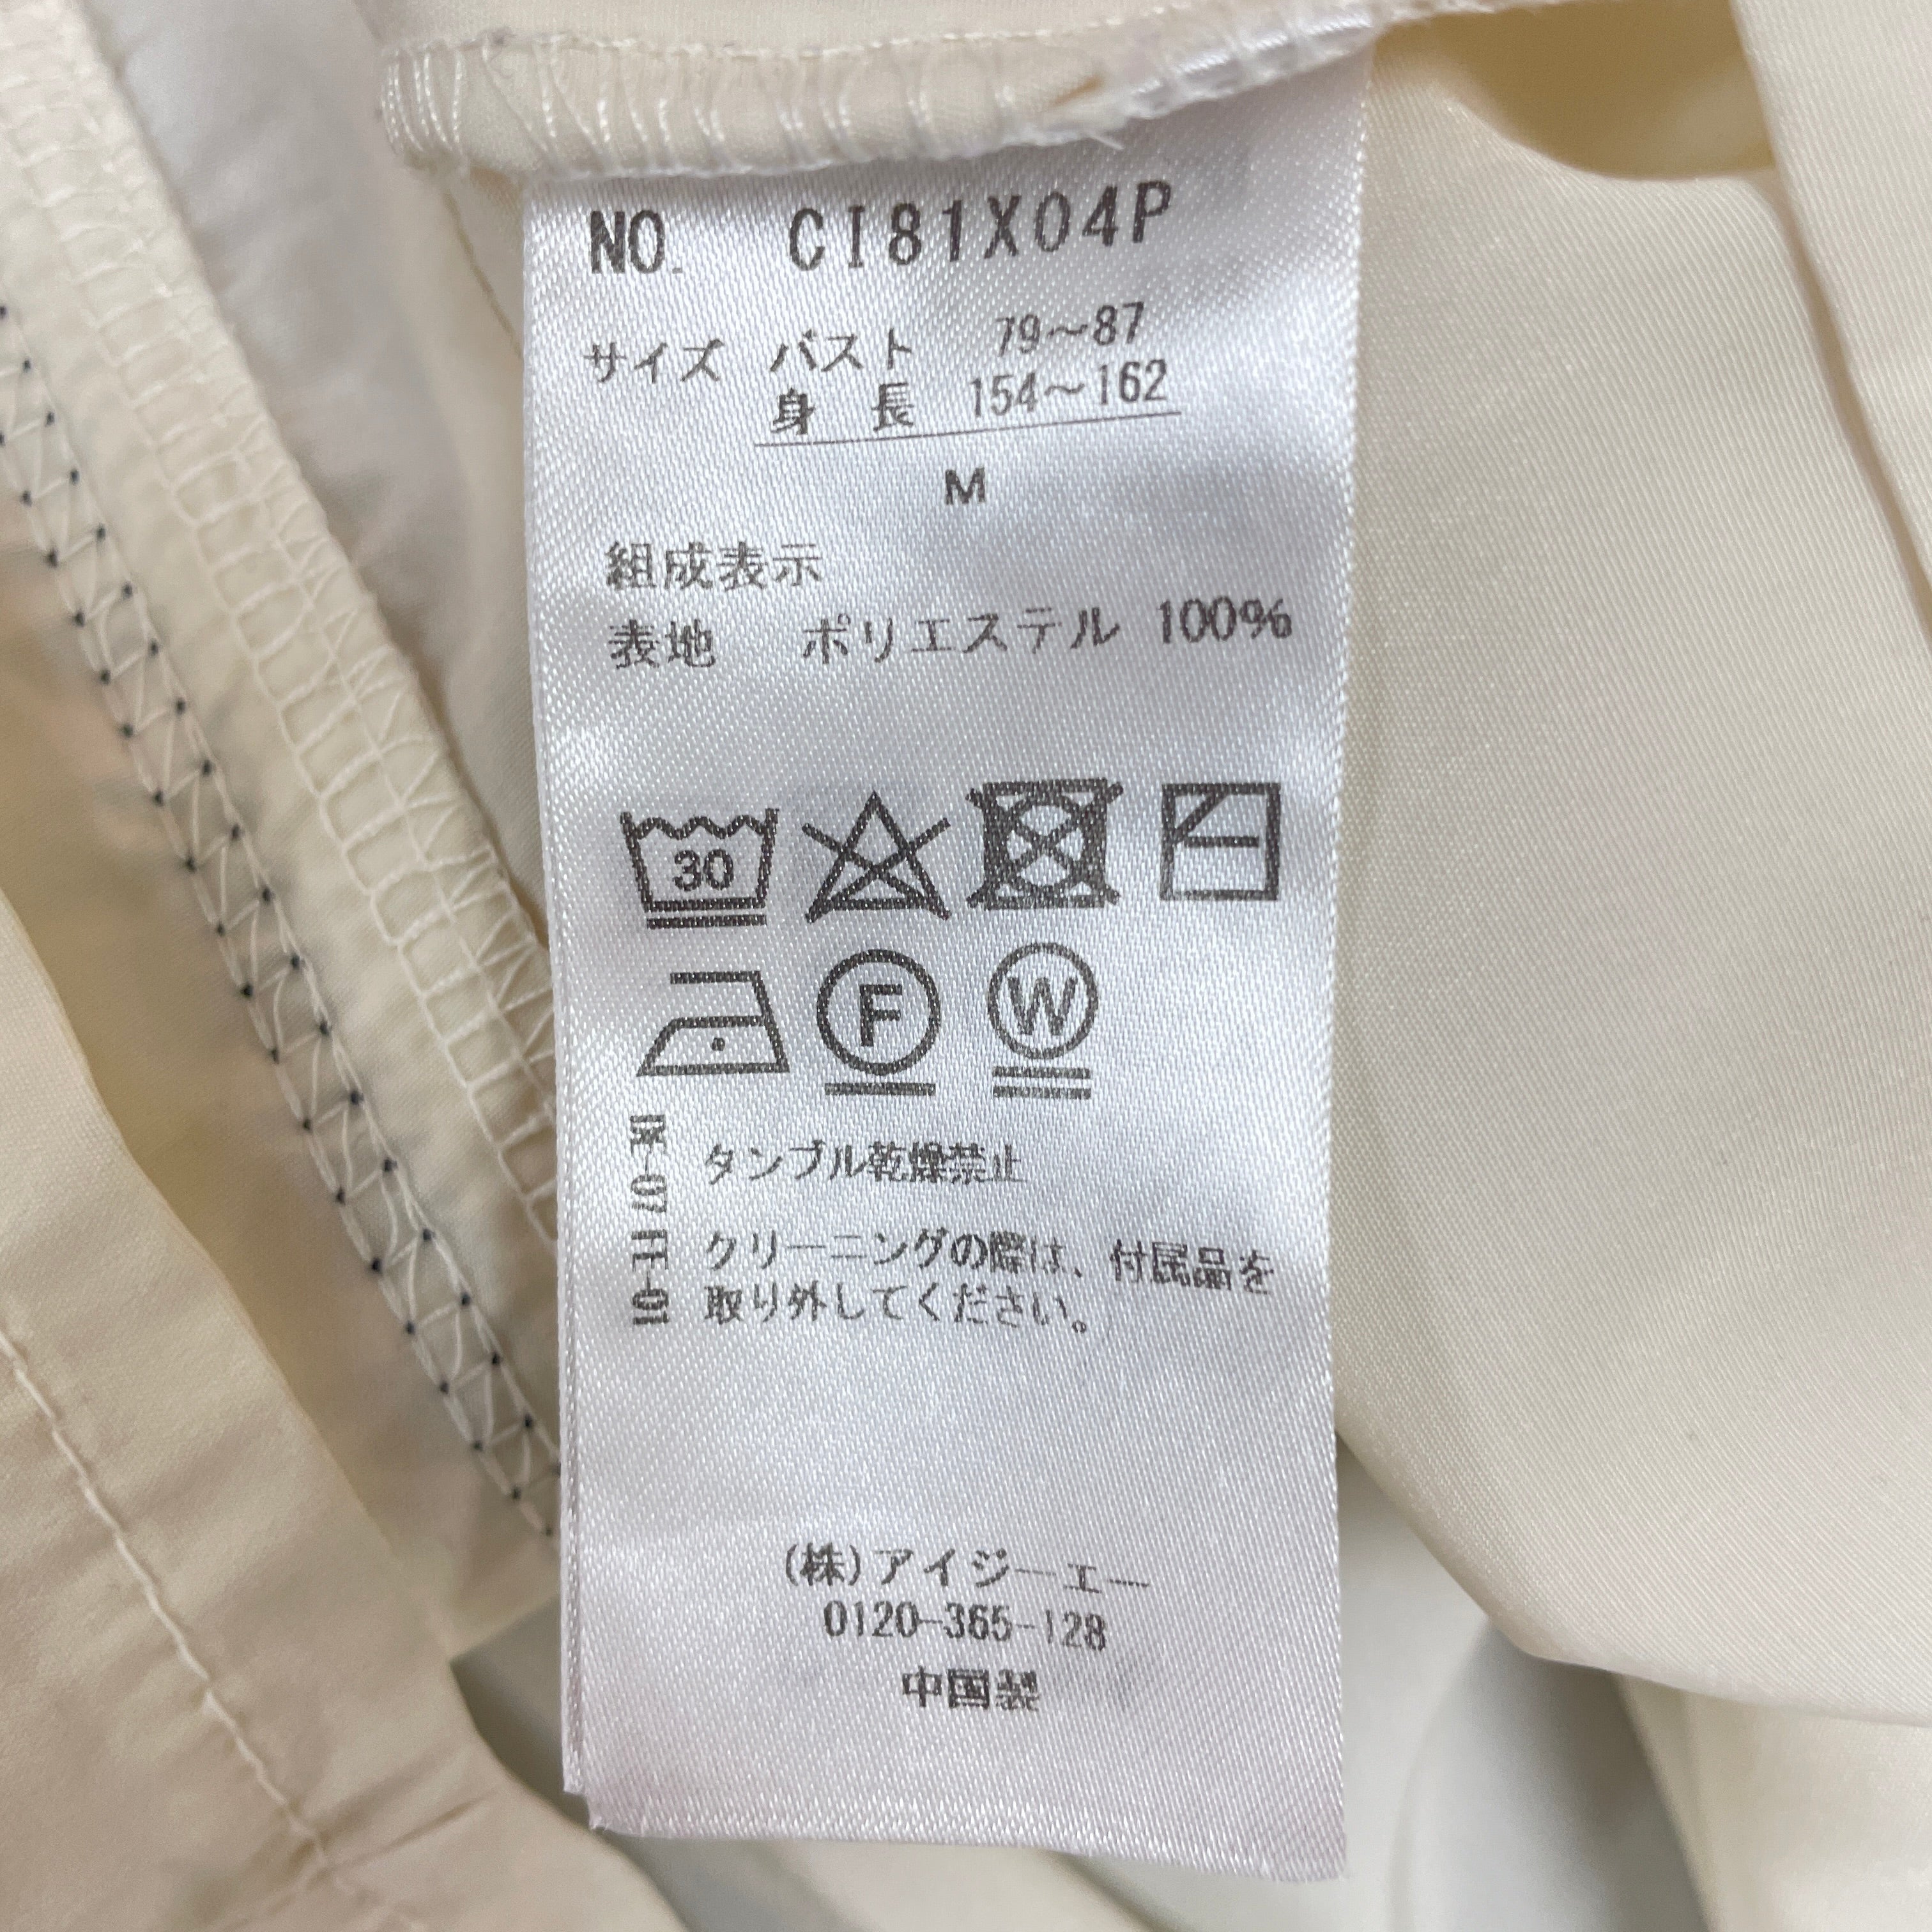 NO. CI81X04P
サイズ バスト 79～87
身 長 154～162
M
組成表示
表地 ポリエステル 100%
30
F W
タンブル乾燥禁止
クリーニングの際は、付属品を
取り外してください。
(株)アイジーエー
0120-365-128
中国製